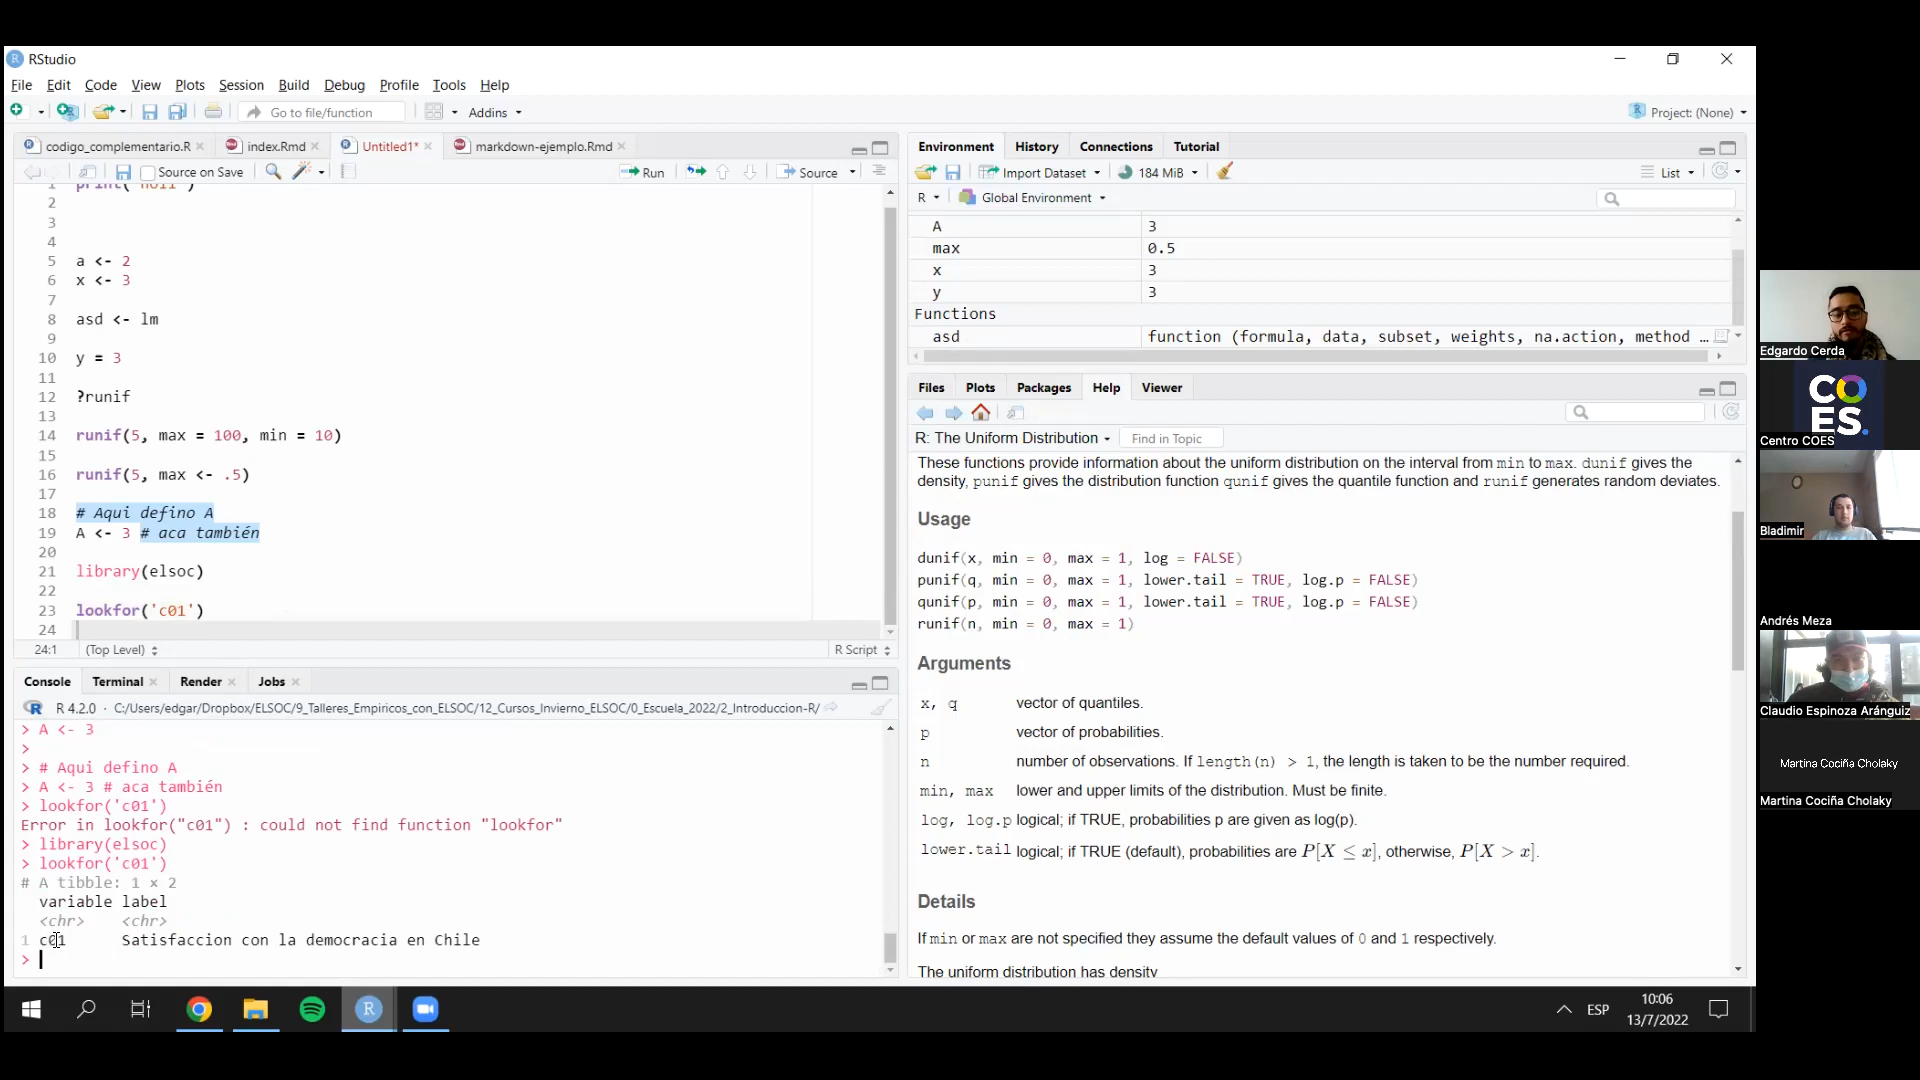 RStudio
File Edit Code View Plots Session Build Debug Profile Tools Help
Go to file/function Addins Project: (None)
codigo_complementario.R index.Rmd Untitled1* markdown-ejemplo.Rmd
Source on Save Run Source
1 print("holi")
2
3
4
5 a <- 2
6 x <- 3
7
8 asd <- lm
9
10 y = 3
11
12 ?runif
13
14 runif(5, max = 100, min = 10)
15
16 runif(5, max <- .5)
17
18 # Aqui defino A
19 A <- 3 # aca también
20
21 library(elsoc)
22
23 lookfor('c01')
24
24:1 (Top Level) R Script
Console Terminal Render Jobs
R 4.2.0 · C:/Users/edgar/Dropbox/ELSOC/9_Talleres_Empiricos_con_ELSOC/12_Cursos_Invierno_ELSOC/0_Escuela_2022/2_Introduccion-R/
> A <- 3
>
> # Aqui defino A
> A <- 3 # aca también
> lookfor('c01')
Error in lookfor("c01") : could not find function "lookfor"
> library(elsoc)
> lookfor('c01')
# A tibble: 1 × 2
variable label
<chr> <chr>
1 c01 Satisfaccion con la democracia en Chile
>
Environment History Connections Tutorial
Import Dataset 184 MiB List
R Global Environment
A 3
max 0.5
x 3
y 3
Functions
asd function (formula, data, subset, weights, na.action, method …
Files Plots Packages Help Viewer
R: The Uniform Distribution Find in Topic
These functions provide information about the uniform distribution on the interval from min to max. dunif gives the
density, punif gives the distribution function qunif gives the quantile function and runif generates random deviates.
Usage
dunif(x, min = 0, max = 1, log = FALSE)
punif(q, min = 0, max = 1, lower.tail = TRUE, log.p = FALSE)
qunif(p, min = 0, max = 1, lower.tail = TRUE, log.p = FALSE)
runif(n, min = 0, max = 1)
Arguments
x, q vector of quantiles.
p vector of probabilities.
n number of observations. If length(n) > 1, the length is taken to be the number required.
min, max lower and upper limits of the distribution. Must be finite.
log, log.p logical; if TRUE, probabilities p are given as log(p).
lower.tail logical; if TRUE (default), probabilities are P[X ≤ x], otherwise, P[X > x].
Details
If min or max are not specified they assume the default values of 0 and 1 respectively.
The uniform distribution has density
Edgardo Cerda
COES.
Centro COES
Bladimir
Andrés Meza
Claudio Espinoza Aránguiz
Martina Cociña Cholaky
Martina Cociña Cholaky
ESP
10:06
13/7/2022